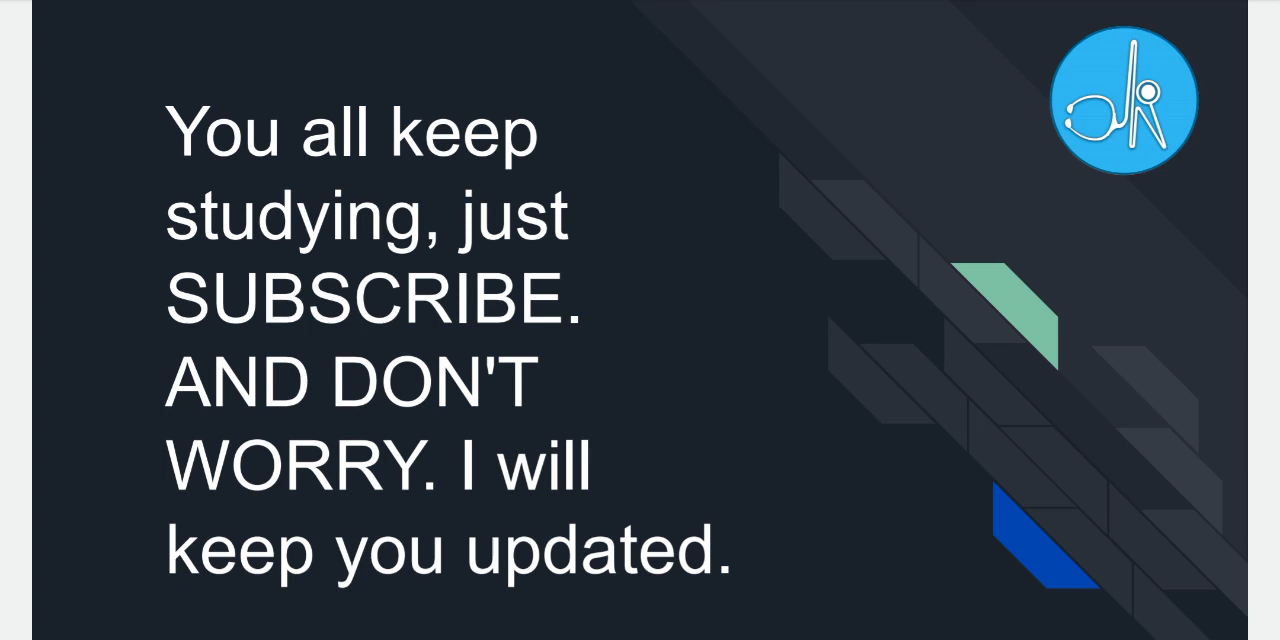 You all keep
studying, just
SUBSCRIBE.
AND DON'T
WORRY. I will
keep you updated.